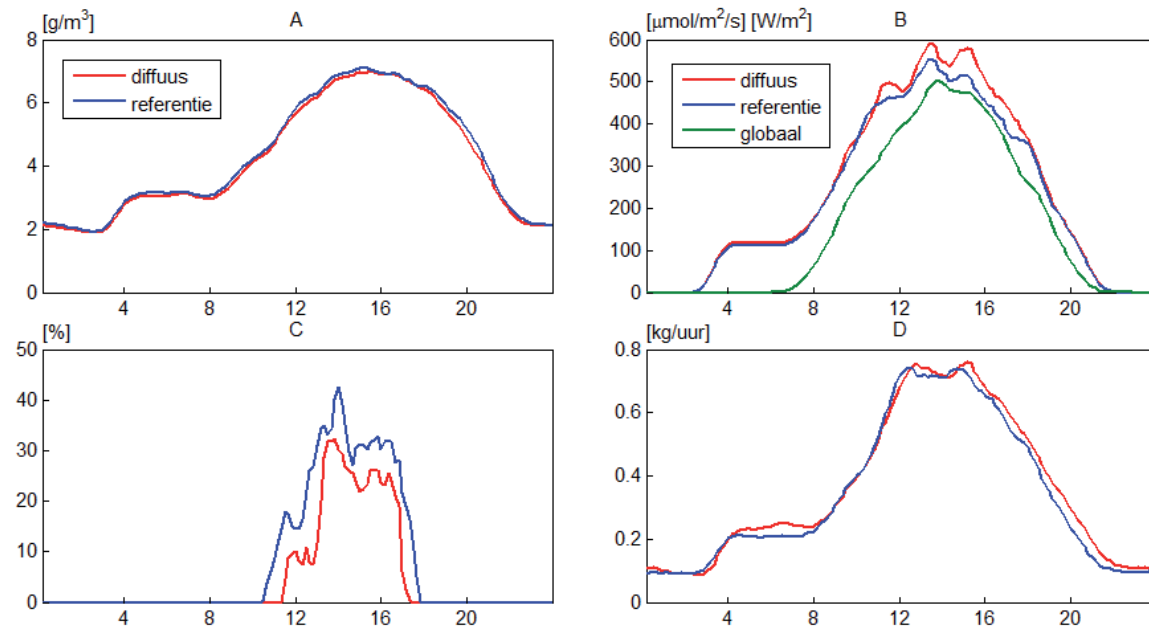 [g/m³] A
8
6
4
2
0
diffuus
referentie
4 8 12 16 20
[µmol/m²/s] [W/m²] B
600
500
400
300
200
100
0
diffuus
referentie
globaal
4 8 12 16 20
[%] C
50
40
30
20
10
0
4 8 12 16 20
[kg/uur] D
0.8
0.6
0.4
0.2
0
4 8 12 16 20